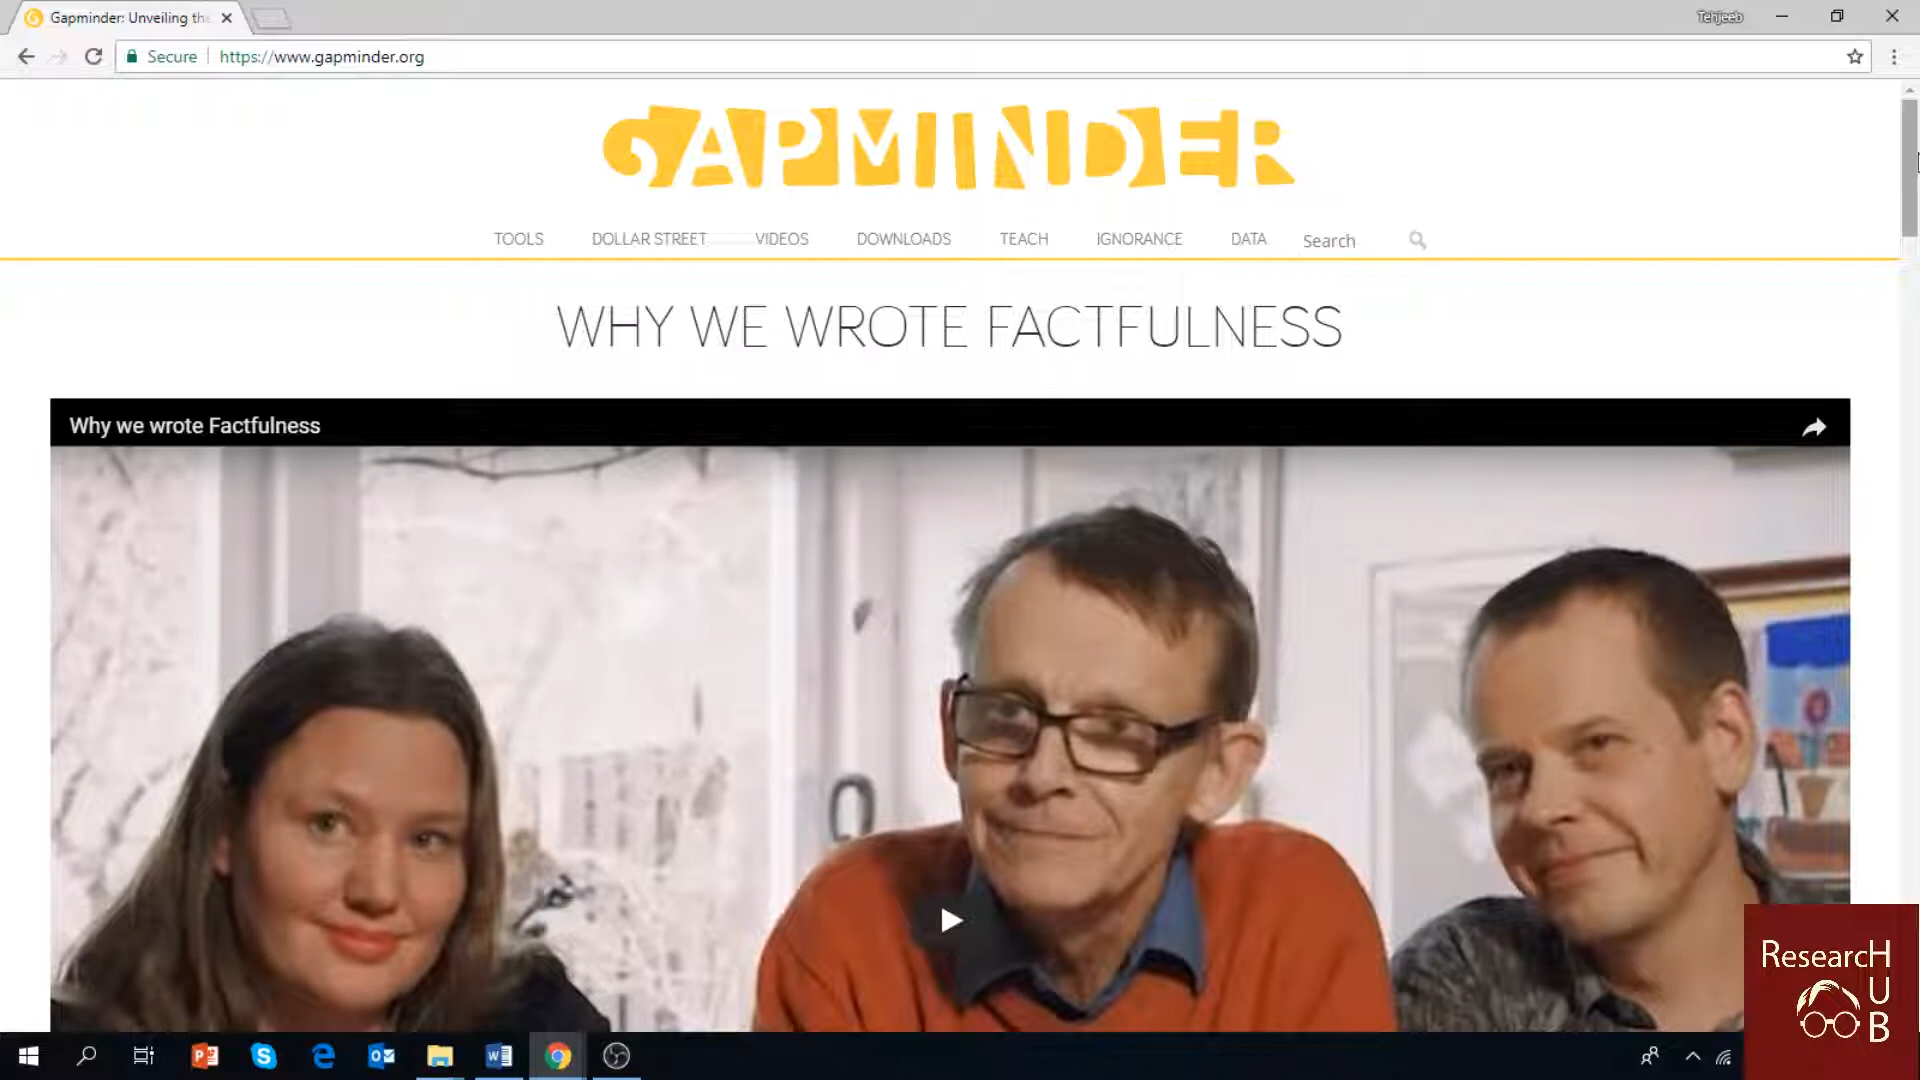 Gapminder: Unveiling the
Tehjeeb
Secure
https://www.gapminder.org
GAPMINDER
TOOLS
DOLLAR STREET
VIDEOS
DOWNLOADS
TEACH
IGNORANCE
DATA
Search
WHY WE WROTE FACTFULNESS
Why we wrote Factfulness
ResearcH
U
B